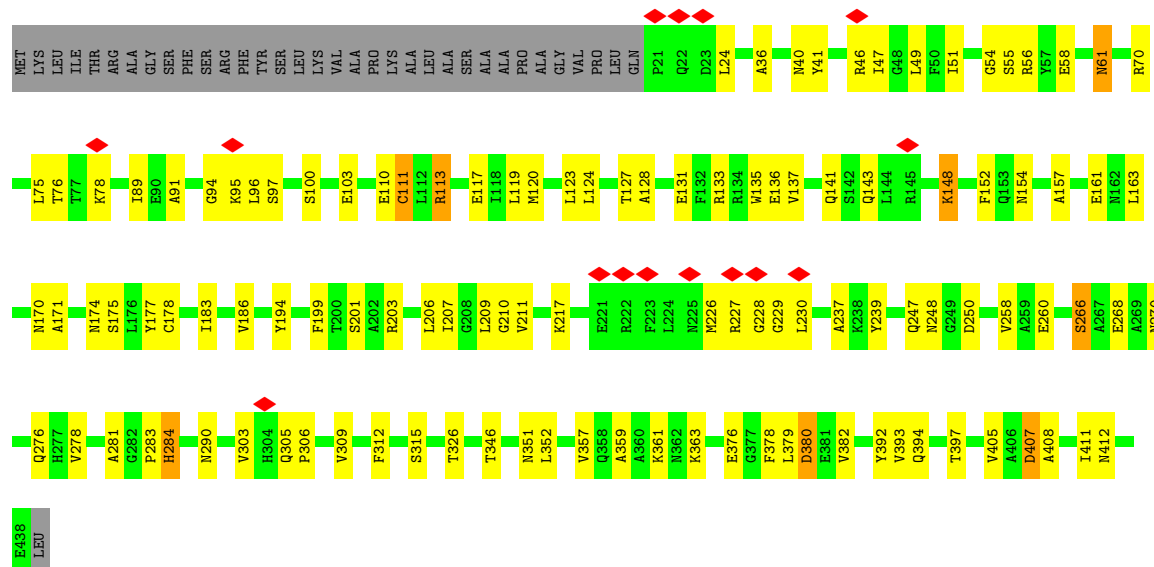 MET LYS LEU ILE THR ARG ALA GLY SER PHE SER ARG PHE TYR SER LEU LYS VAL ALA PRO LYS ALA LEU ALA ALA SER ALA ALA PRO ALA GLY VAL PRO LEU GLN P21 Q22 D23 L24 A36 N40 Y41 R46 I47 G48 L49 F50 I51 G54 S55 R56 Y57 E58 N61 R70
L75 T76 T77 K78 I89 E90 A91 G94 K95 L96 S97 S100 E103 E110 C111 L112 R113 E117 I118 L119 M120 L123 L124 T127 A128 E131 F132 R133 R134 W135 E136 V137 Q141 S142 Q143 L144 R145 K148 F152 Q153 N154 A157 E161 N162 L163
N170 A171 N174 S175 L176 Y177 C178 I183 V186 Y194 F199 T200 S201 A202 R203 L206 I207 G208 L209 G210 V211 K217 E221 R222 F223 L224 N225 M226 R227 G228 G229 L230 A237 K238 Y239 Q247 N248 G249 D250 V258 A259 E260 S266 A267 E268 A269
Q276 H277 V278 A281 G282 P283 H284 N290 V303 H304 Q305 P306 V309 F312 S315 T326 T346 N351 L352 V357 Q358 A359 A360 K361 N362 K363 E376 G377 F378 L379 D380 E381 V382 Y392 V393 Q394 T397 V405 A406 D407 A408 I411 N412
E438 LEU